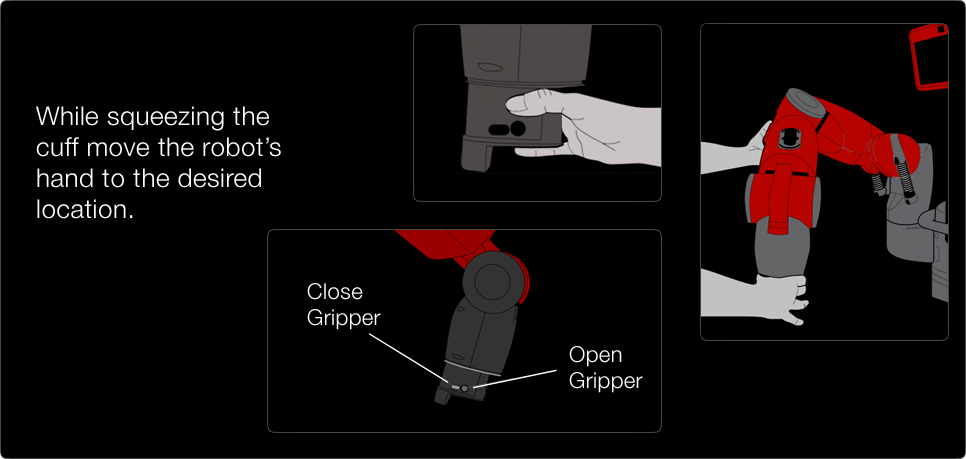 While squeezing the
cuff move the robot’s
hand to the desired
location.
Close
Gripper
Open
Gripper